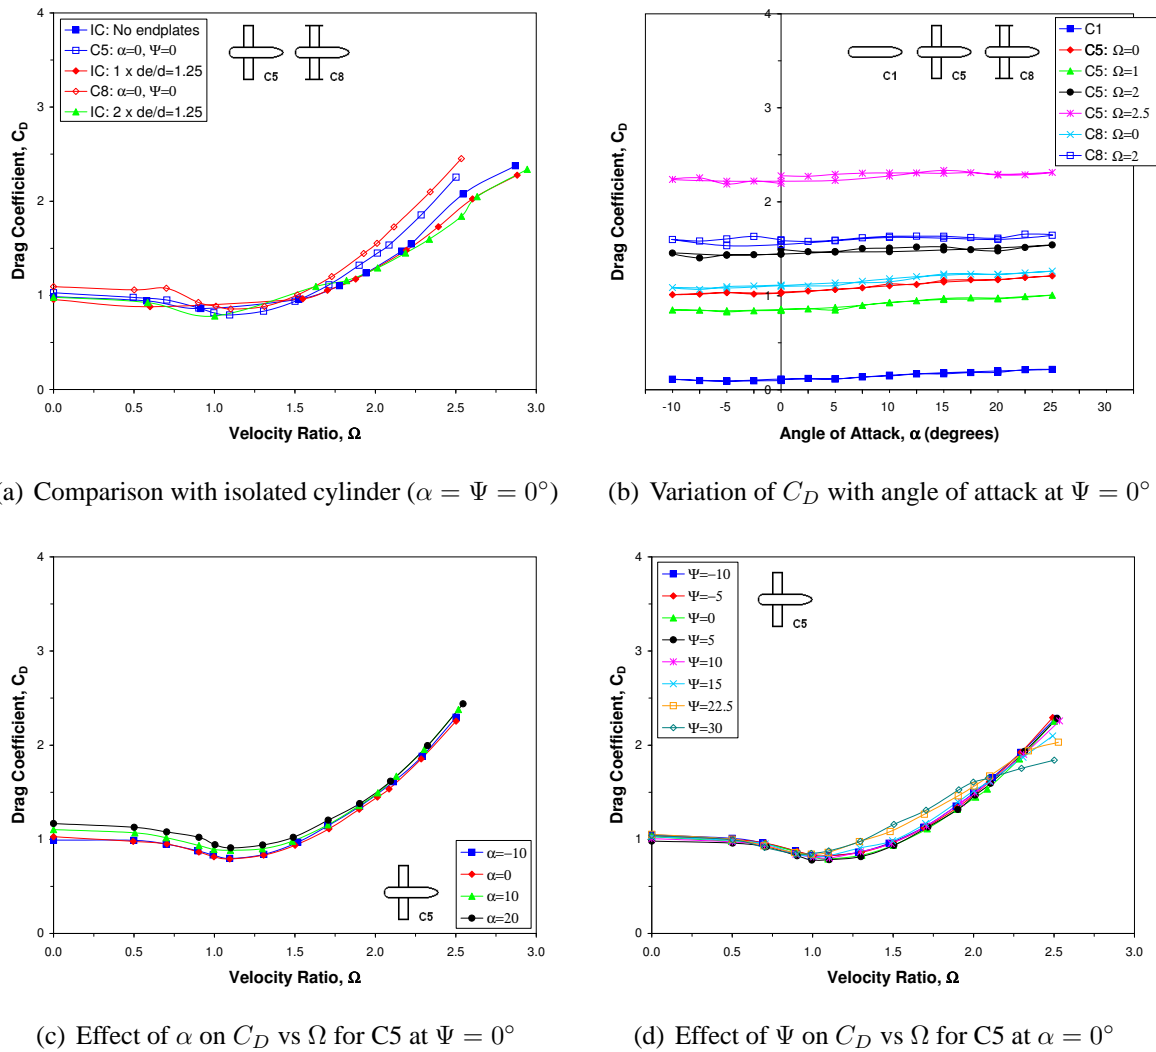 IC: No endplates
C5: α=0, Ψ=0
IC: 1 x de/d=1.25
C8: α=0, Ψ=0
IC: 2 x de/d=1.25
C5
C8
4
3
2
1
0
Drag Coefficient, C_D
0.0 0.5 1.0 1.5 2.0 2.5 3.0
Velocity Ratio, Ω
(a) Comparison with isolated cylinder (α = Ψ = 0°)
C1
C5: Ω=0
C5: Ω=1
C5: Ω=2
C5: Ω=2.5
C8: Ω=0
C8: Ω=2
C1
C5
C8
4
3
2
1
0
Drag Coefficient, C_D
-10 -5 0 5 10 15 20 25 30
Angle of Attack, α (degrees)
(b) Variation of C_D with angle of attack at Ψ = 0°
4
3
2
1
0
Drag Coefficient, C_D
C5
α=−10
α=0
α=10
α=20
0.0 0.5 1.0 1.5 2.0 2.5 3.0
Velocity Ratio, Ω
(c) Effect of α on C_D vs Ω for C5 at Ψ = 0°
Ψ=−10
Ψ=−5
Ψ=0
Ψ=5
Ψ=10
Ψ=15
Ψ=22.5
Ψ=30
C5
4
3
2
1
0
Drag Coefficient, C_D
0.0 0.5 1.0 1.5 2.0 2.5 3.0
Velocity Ratio, Ω
(d) Effect of Ψ on C_D vs Ω for C5 at α = 0°